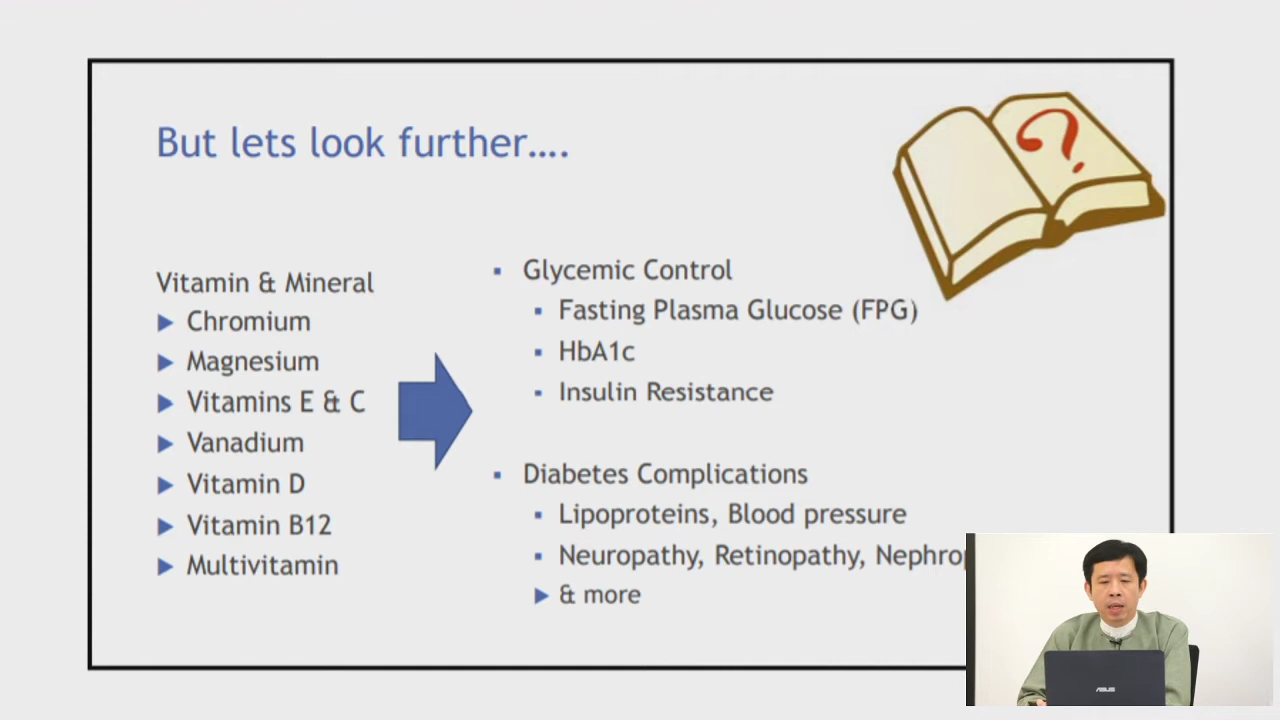 But lets look further....
Vitamin & Mineral
Chromium
Magnesium
Vitamins E & C
Vanadium
Vitamin D
Vitamin B12
Multivitamin
Glycemic Control
Fasting Plasma Glucose (FPG)
HbA1c
Insulin Resistance
Diabetes Complications
Lipoproteins, Blood pressure
Neuropathy, Retinopathy,
& more
?
ASUS